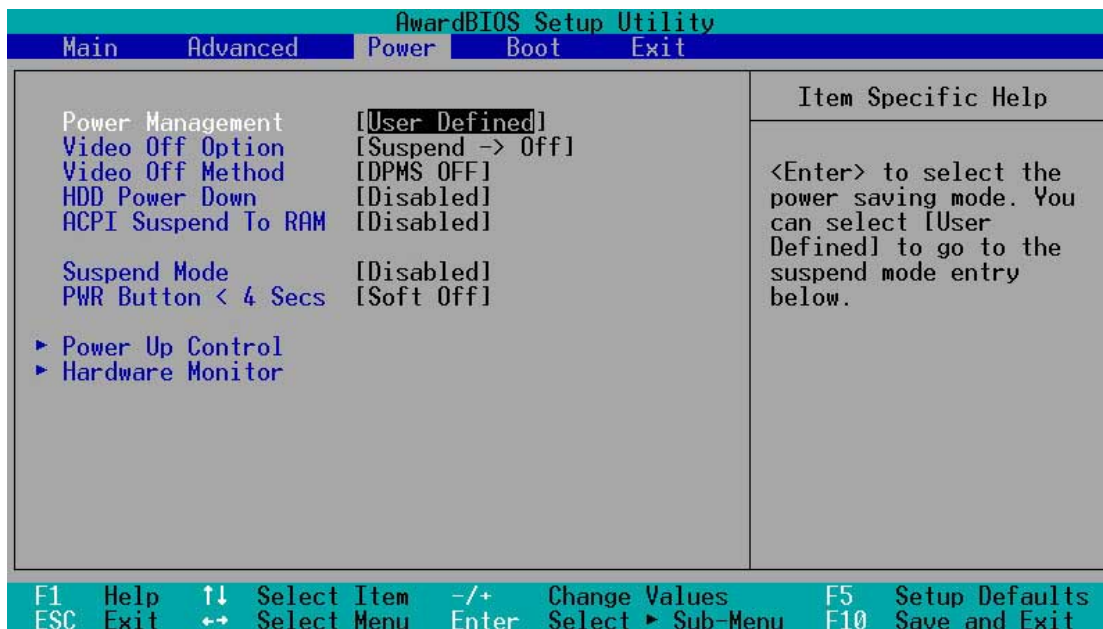 AwardBIOS Setup Utility
Main Advanced Power Boot Exit
Power Management [User Defined]
Video Off Option [Suspend -> Off]
Video Off Method [DPMS OFF]
HDD Power Down [Disabled]
ACPI Suspend To RAM [Disabled]
Suspend Mode [Disabled]
PWR Button < 4 Secs [Soft Off]
▶ Power Up Control
▶ Hardware Monitor
Item Specific Help
<Enter> to select the
power saving mode. You
can select [User
Defined] to go to the
suspend mode entry
below.
F1 Help ↑↓ Select Item -/+ Change Values F5 Setup Defaults
ESC Exit ←→ Select Menu Enter Select ▶ Sub-Menu F10 Save and Exit